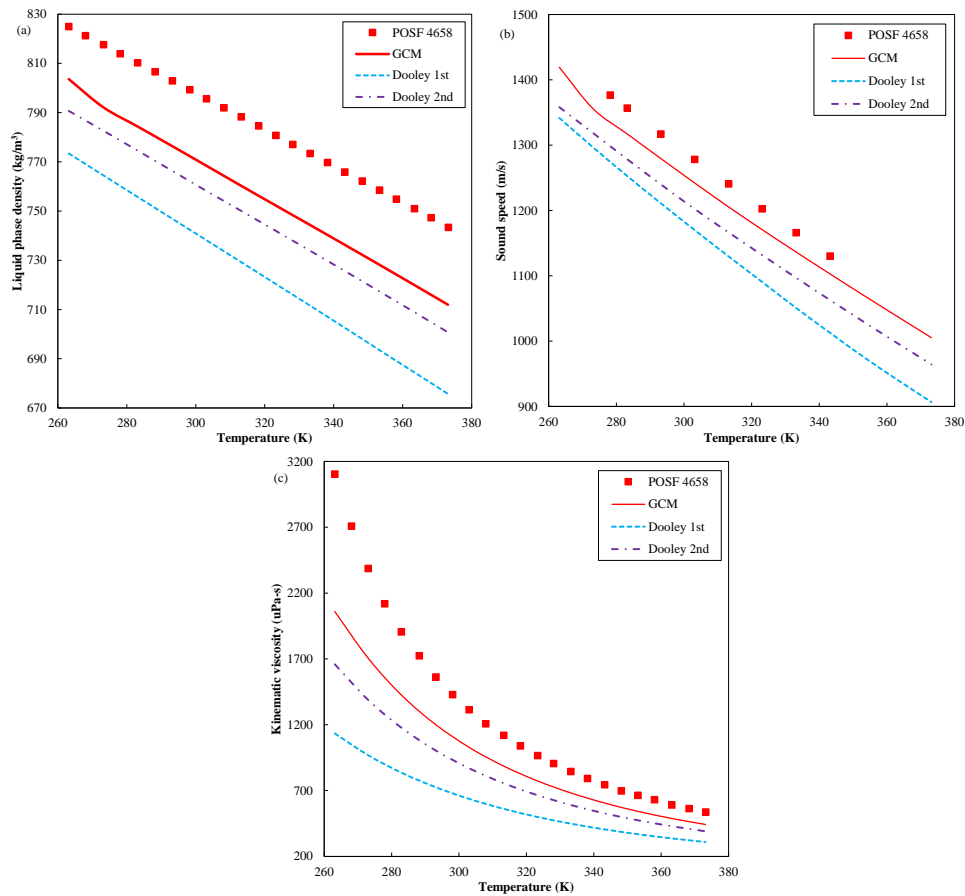 (a)
830
810
790
770
750
730
710
690
670
Liquid phase density (kg/m³)
260
280
300
320
340
360
380
Temperature (K)
POSF 4658
GCM
Dooley 1st
Dooley 2nd
(b)
1500
1400
1300
1200
1100
1000
900
Sound speed (m/s)
260
280
300
320
340
360
380
Temperature (K)
POSF 4658
GCM
Dooley 1st
Dooley 2nd
(c)
3200
2700
2200
1700
1200
700
200
Kinematic viscosity (uPa-s)
260
280
300
320
340
360
380
Temperature (K)
POSF 4658
GCM
Dooley 1st
Dooley 2nd